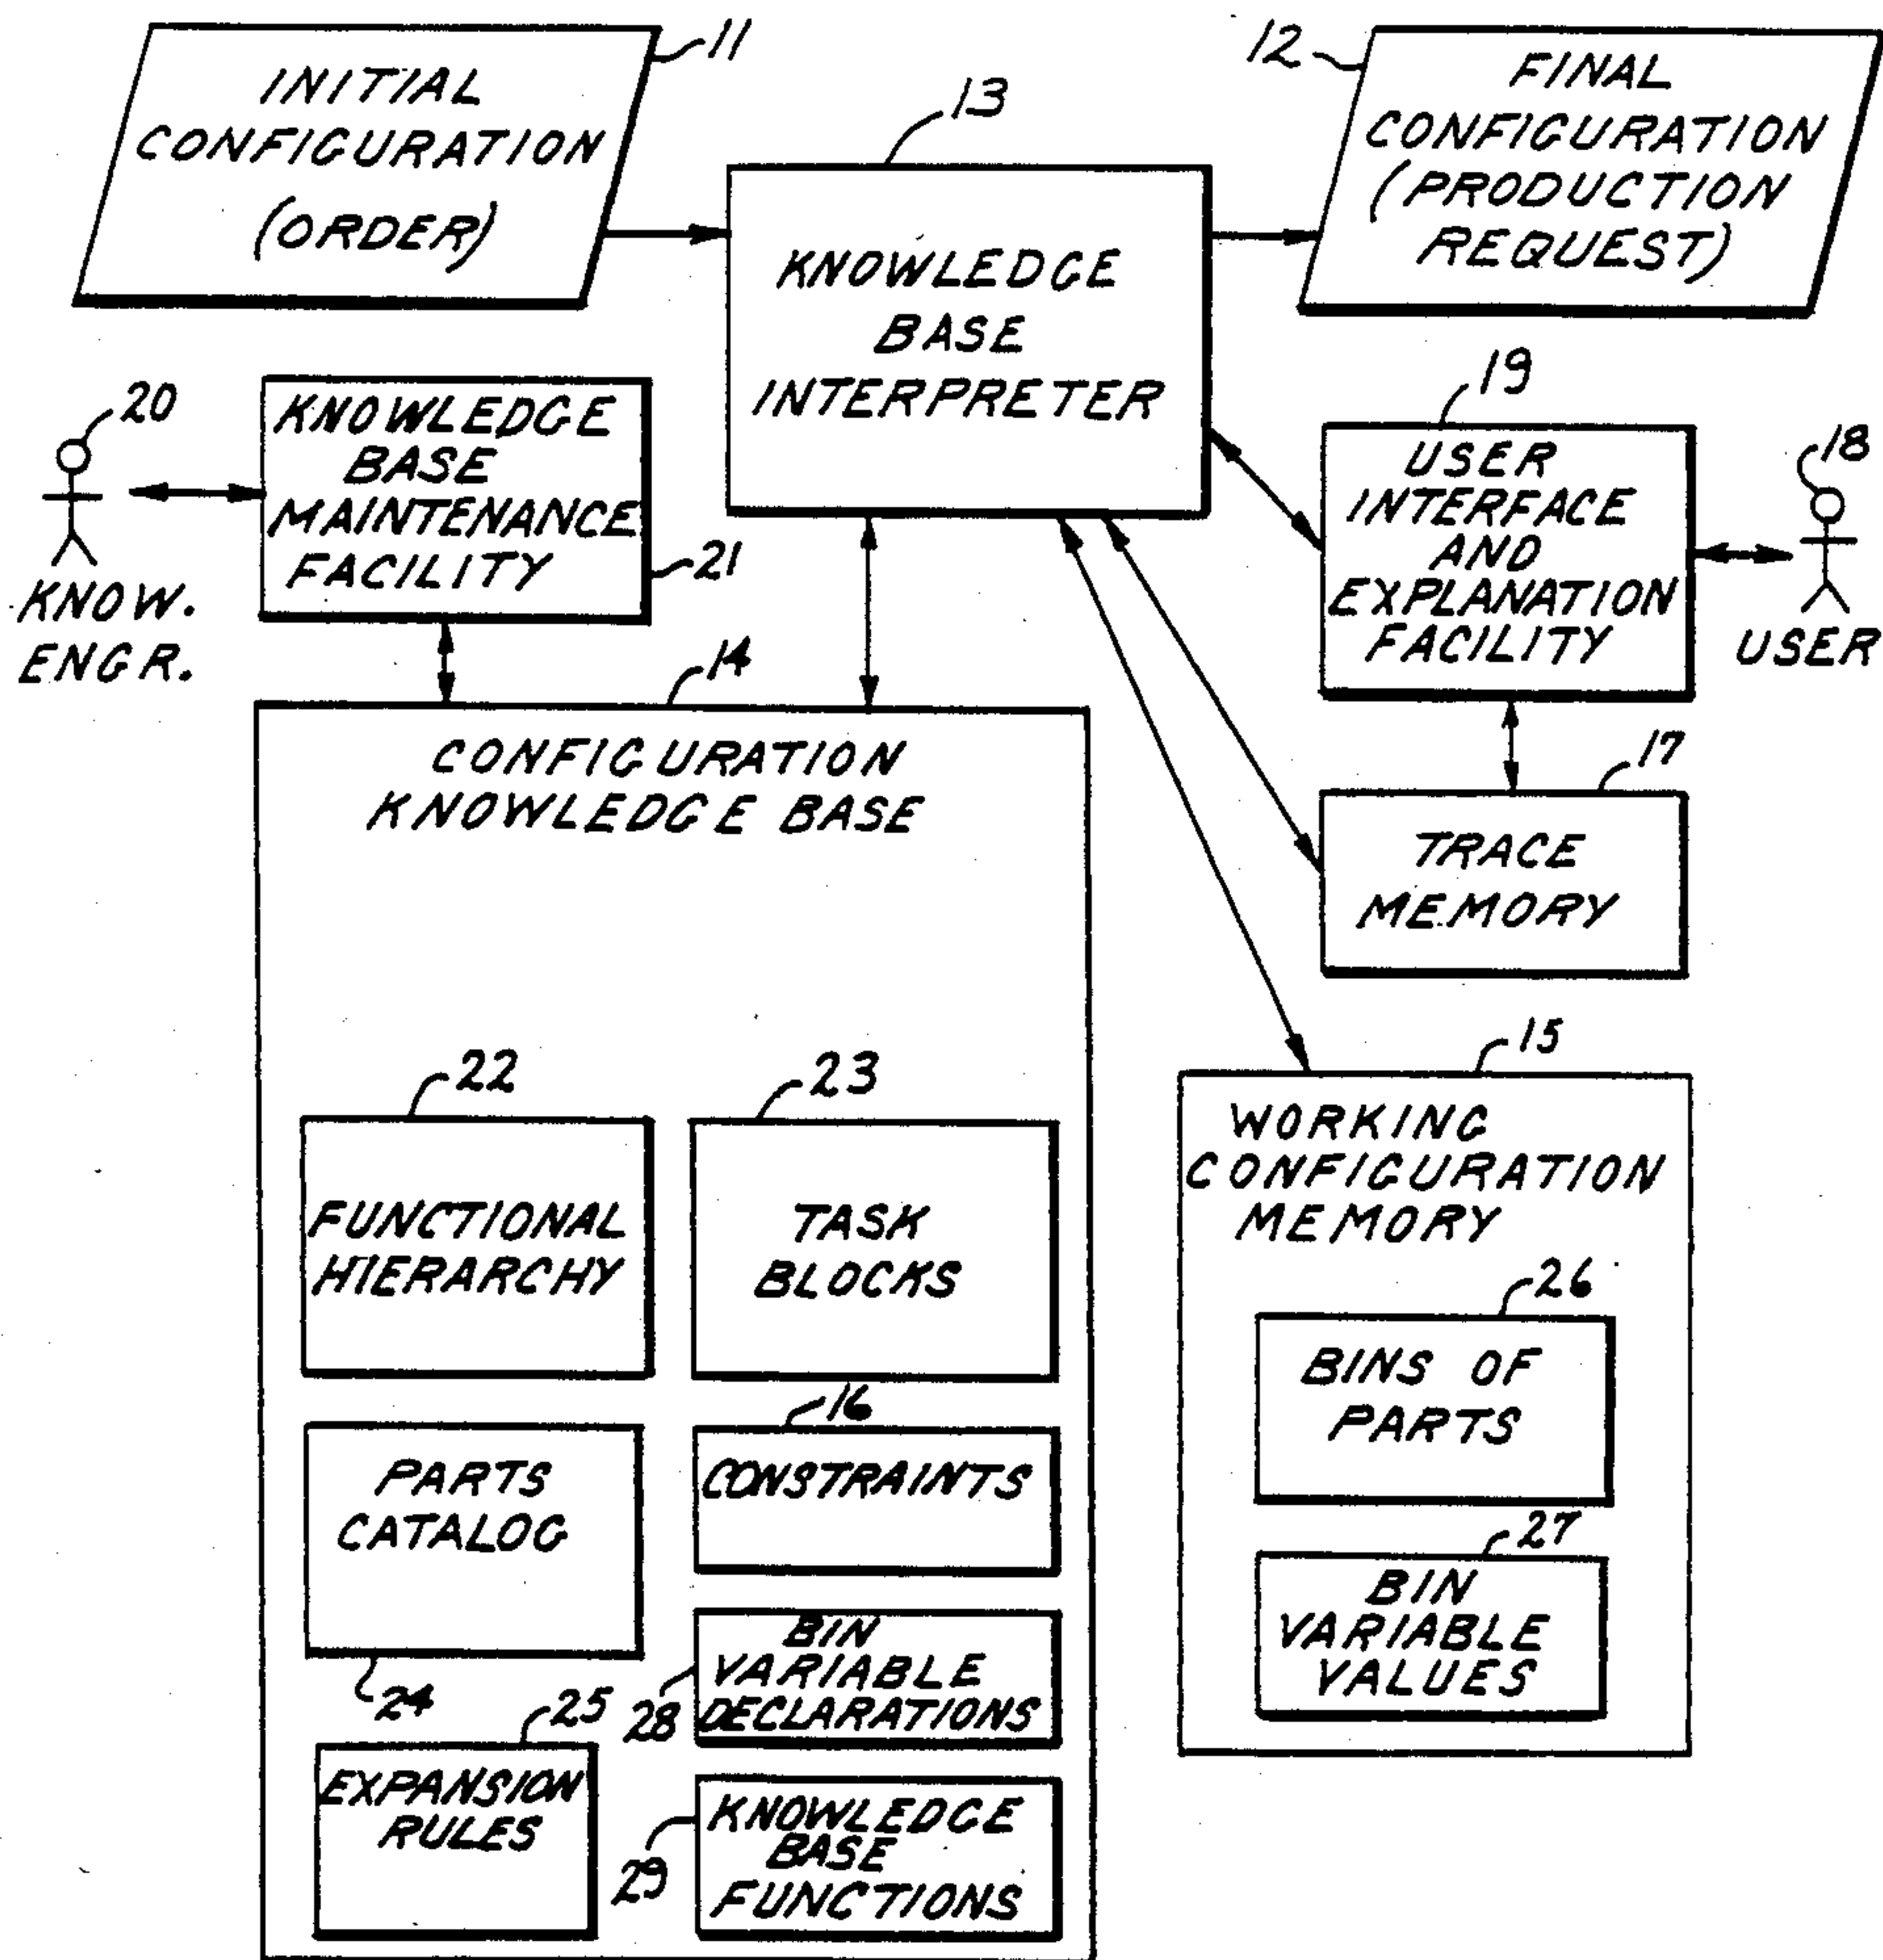 11
INITIAL
CONFIGURATION
(ORDER)
12
FINAL
CONFIGURATION
(PRODUCTION
REQUEST)
13
KNOWLEDGE
BASE
INTERPRETER
20
KNOW.
ENGR.
KNOWLEDGE
BASE
MAINTENANCE
FACILITY
21
19
USER
INTERFACE
AND
EXPLANATION
FACILITY
18
USER
14
CONFIGURATION
KNOWLEDGE BASE
17
TRACE
MEMORY
22
FUNCTIONAL
HIERARCHY
23
TASK
BLOCKS
15
WORKING
CONFIGURATION
MEMORY
26
BINS OF
PARTS
27
BIN
VARIABLE
VALUES
PARTS
CATALOG
24
16
CONSTRAINTS
BIN
VARIABLE
DECLARATIONS
28
25
EXPANSION
RULES
29
KNOWLEDGE
BASE
FUNCTIONS